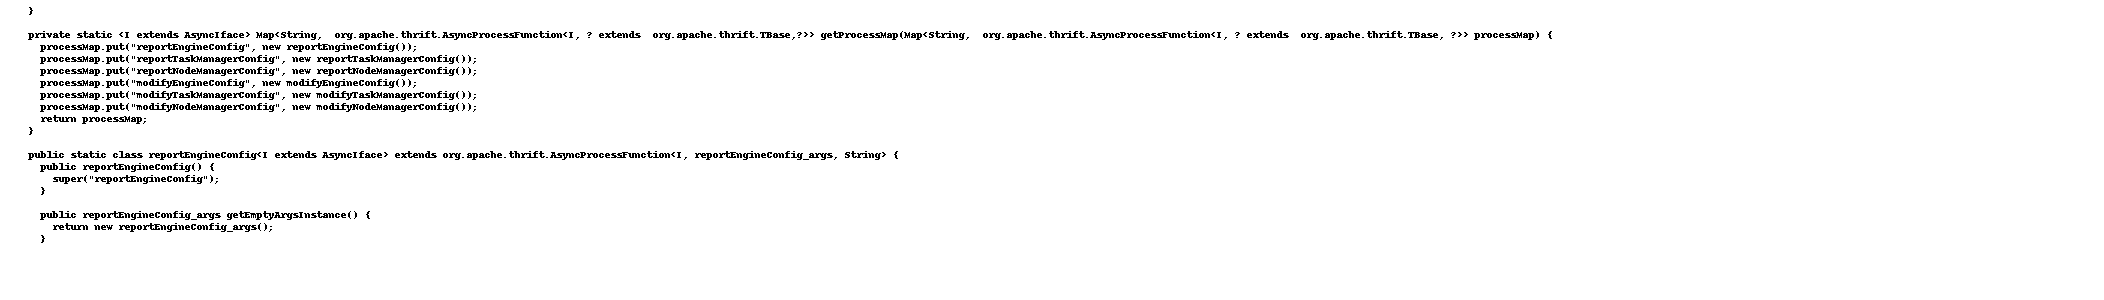 }
private static <I extends AsyncIface> Map<String,  org.apache.thrift.AsyncProcessFunction<I, ? extends  org.apache.thrift.TBase,?>> getProcessMap(Map<String,  org.apache.thrift.AsyncProcessFunction<I, ? extends  org.apache.thrift.TBase, ?>> processMap) {
processMap.put("reportEngineConfig", new reportEngineConfig());
processMap.put("reportTaskManagerConfig", new reportTaskManagerConfig());
processMap.put("reportNodeManagerConfig", new reportNodeManagerConfig());
processMap.put("modifyEngineConfig", new modifyEngineConfig());
processMap.put("modifyTaskManagerConfig", new modifyTaskManagerConfig());
processMap.put("modifyNodeManagerConfig", new modifyNodeManagerConfig());
return processMap;
}
public static class reportEngineConfig<I extends AsyncIface> extends org.apache.thrift.AsyncProcessFunction<I, reportEngineConfig_args, String> {
public reportEngineConfig() {
super("reportEngineConfig");
}
public reportEngineConfig_args getEmptyArgsInstance() {
return new reportEngineConfig_args();
}